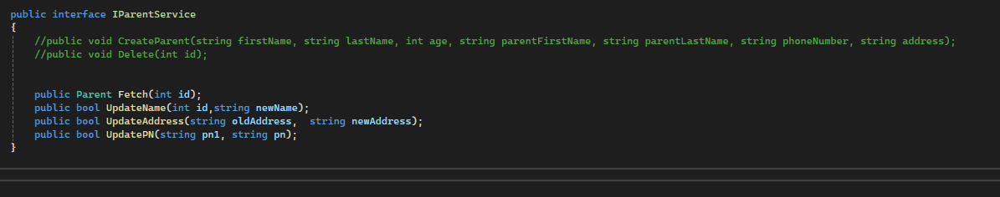 public interface IParentService
{
//public void CreateParent(string firstName, string lastName, int age, string parentFirstName, string parentLastName, string phoneNumber, string address);
//public void Delete(int id);
public Parent Fetch(int id);
public bool UpdateName(int id,string newName);
public bool UpdateAddress(string oldAddress,  string newAddress);
public bool UpdatePN(string pn1, string pn);
}